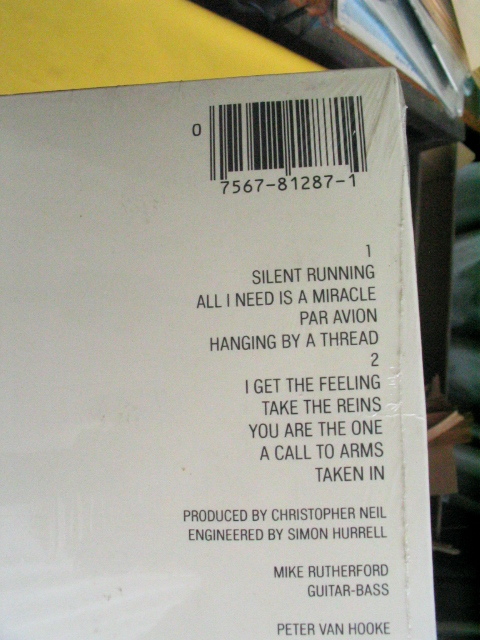 0
7567-81287-1
1
SILENT RUNNING
ALL I NEED IS A MIRACLE
PAR AVION
HANGING BY A THREAD
2
I GET THE FEELING
TAKE THE REINS
YOU ARE THE ONE
A CALL TO ARMS
TAKEN IN
PRODUCED BY CHRISTOPHER NEIL
ENGINEERED BY SIMON HURRELL
MIKE RUTHERFORD
GUITAR-BASS
PETER VAN HOOKE